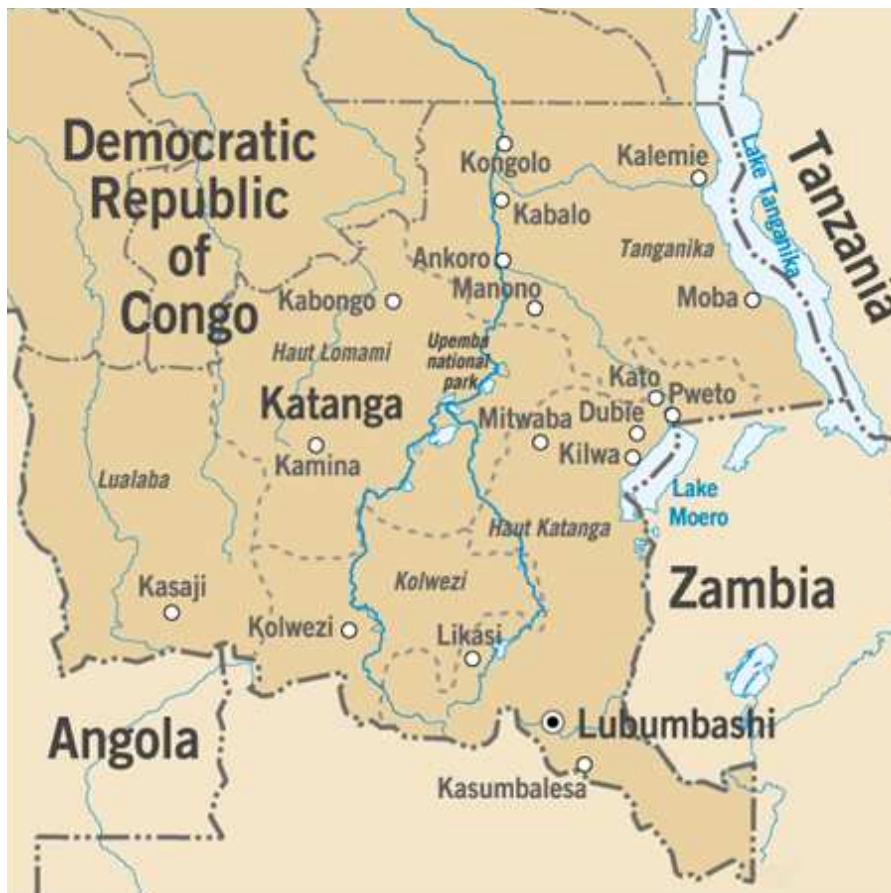 Democratic
Republic
of
Congo
Kongolo
Kalemie
Lake Tanganika
Tanzania
Kabalo
Ankoro
Tanganika
Manono
Moba
Kabongo
Haut Lomami
Upemba
national
park
Katanga
Kato
Pweto
Mitwaba
Dubie
Kamina
Kilwa
Lualaba
Lake
Moero
Haut Katanga
Kasaji
Kolwezi
Zambia
Kolwezi
Likasi
Angola
Lubumbashi
Kasumbalesa